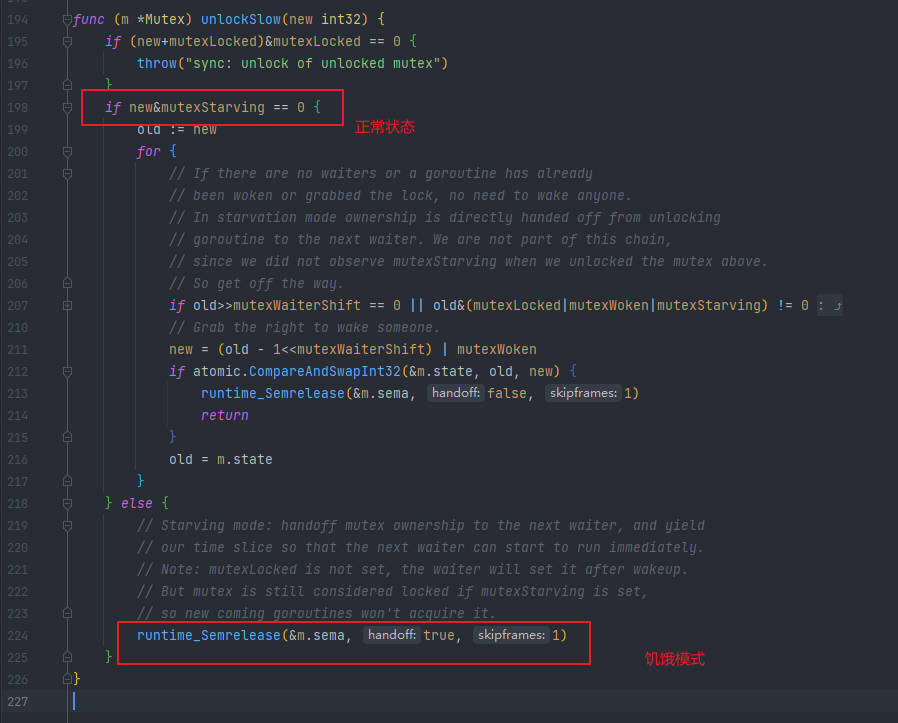 194 func (m *Mutex) unlockSlow(new int32) {
195 if (new+mutexLocked)&mutexLocked == 0 {
196 throw("sync: unlock of unlocked mutex")
197 }
198 if new&mutexStarving == 0 {
正常状态
199 old := new
200 for {
201 // If there are no waiters or a goroutine has already
202 // been woken or grabbed the lock, no need to wake anyone.
203 // In starvation mode ownership is directly handed off from unlocking
204 // goroutine to the next waiter. We are not part of this chain,
205 // since we did not observe mutexStarving when we unlocked the mutex above.
206 // So get off the way.
207 if old>>mutexWaiterShift == 0 || old&(mutexLocked|mutexWoken|mutexStarving) != 0 :
210 // Grab the right to wake someone.
211 new = (old - 1<<mutexWaiterShift) | mutexWoken
212 if atomic.CompareAndSwapInt32(&m.state, old, new) {
213 runtime_Semrelease(&m.sema, handoff: false, skipframes: 1)
214 return
215 }
216 old = m.state
217 }
218 } else {
219 // Starving mode: handoff mutex ownership to the next waiter, and yield
220 // our time slice so that the next waiter can start to run immediately.
221 // Note: mutexLocked is not set, the waiter will set it after wakeup.
222 // But mutex is still considered locked if mutexStarving is set,
223 // so new coming goroutines won't acquire it.
224 runtime_Semrelease(&m.sema, handoff: true, skipframes: 1)
225 }
饥饿模式
226 }
227